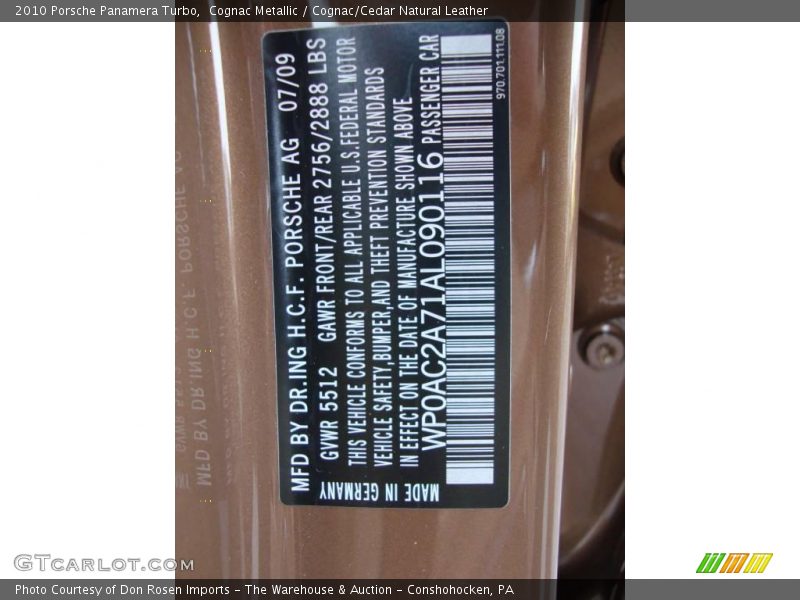 2010 Porsche Panamera Turbo,  Cognac Metallic / Cognac/Cedar Natural Leather
MFD BY DR.ING H.C.F. PORSCHE AG 07/09
GVWR 5512 GAWR FRONT/REAR 2756/2888 LBS
THIS VEHICLE CONFORMS TO ALL APPLICABLE U.S.FEDERAL MOTOR
VEHICLE SAFETY,BUMPER,AND THEFT PREVENTION STANDARDS
IN EFFECT ON THE DATE OF MANUFACTURE SHOWN ABOVE
WP0AC2A71AL090116 PASSENGER CAR
MADE IN GERMANY
970.701.111.08
GTcarlot.com
Photo Courtesy of Don Rosen Imports - The Warehouse & Auction - Conshohocken, PA